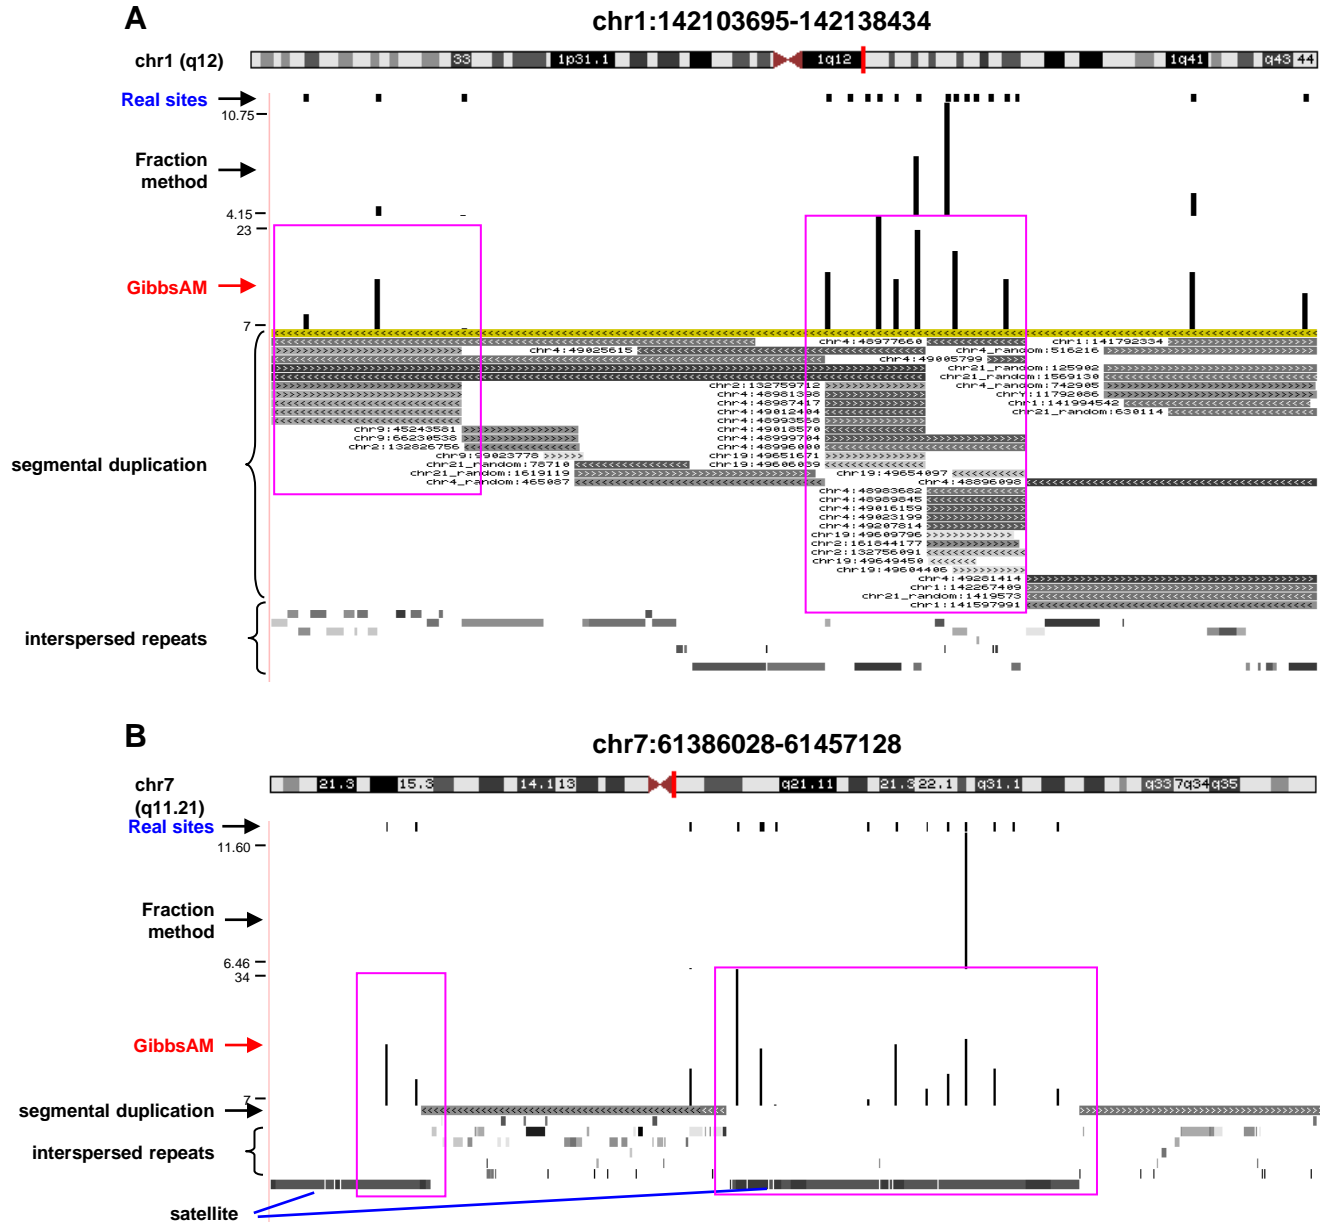 A
chr1:142103695-142138434
chr1 (q12)
33
1p31.1
1q12
1q41
q43
44
Real sites
10.75
Fraction
method
4.15
23
GibbsAM
7
chr4:48977660
chr1:141792334
chr4:49025615
chr4_random:516216
chr4:49005799
chr21_random:125902
chr21_random:1569130
chr2:132759712
chr4_random:742905
chr4:48981398
chrY:11792086
chr4:48987417
chr1:141994542
chr4:49012404
chr21_random:630114
chr4:48993568
chr9:45243581
chr4:49018570
chr9:66230538
chr4:48999704
chr2:132826756
chr4:48996000
chr9:99023778
chr19:49651671
segmental duplication
chr21_random:78710
chr19:49606039
chr21_random:1619119
chr19:49654097
chr4_random:465087
chr4:48896098
chr4:48983682
chr4:48989845
chr4:49016159
chr4:49023199
chr4:49207814
chr19:49609796
chr2:161844177
chr2:132756091
chr19:49649450
chr19:49604406
chr4:49281414
chr1:142267409
chr21_random:1419573
chr1:141597991
interspersed repeats
B
chr7:61386028-61457128
chr7
(q11.21)
21.3
15.3
14.1
13
q21.11
21.3
22.1
q31.1
q33
7q34
q35
Real sites
11.60
Fraction
method
6.46
34
GibbsAM
7
segmental duplication
interspersed repeats
satellite